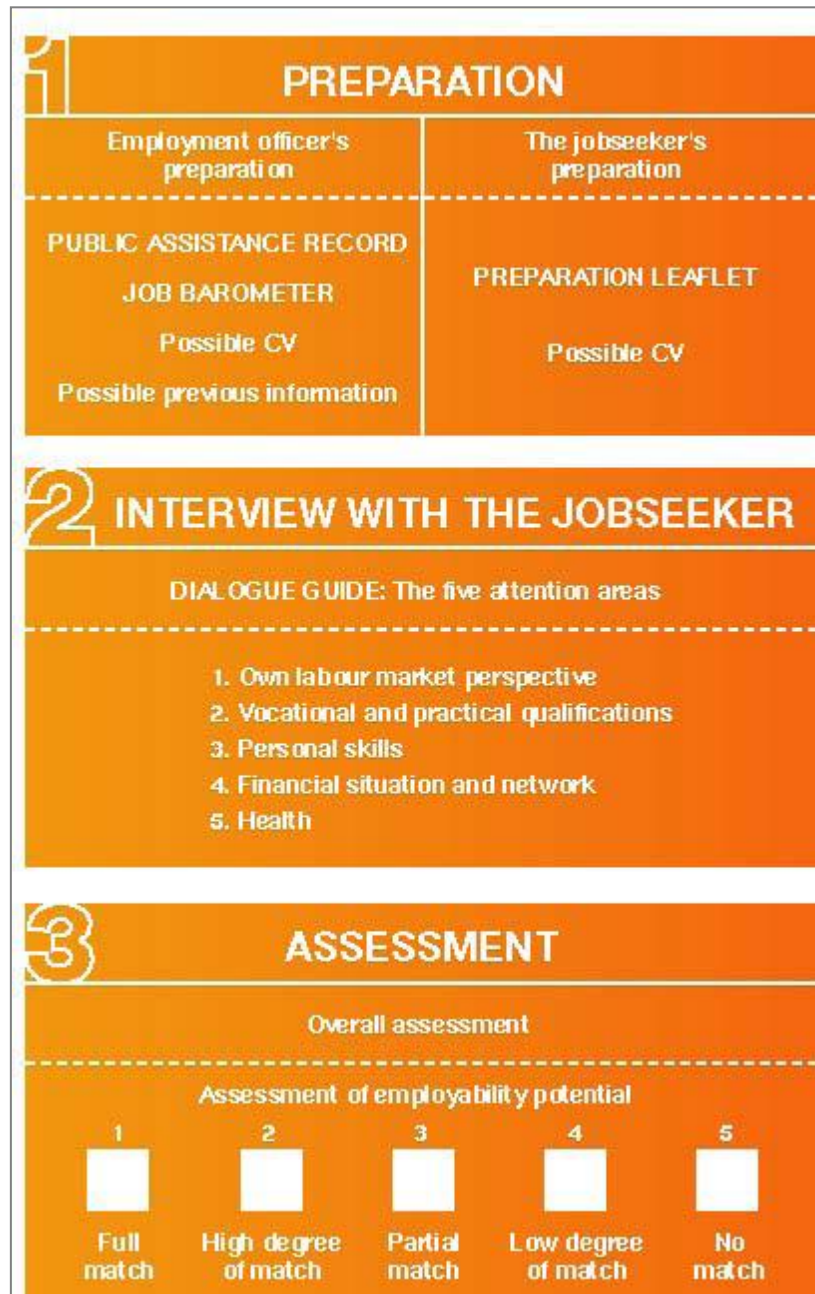 1
PREPARATION
Employment officer's
preparation
PUBLIC ASSISTANCE RECORD
JOB BAROMETER
Possible CV
Possible previous information
The jobseeker's
preparation
PREPARATION LEAFLET
Possible CV
2
INTERVIEW WITH THE JOBSEEKER
DIALOGUE GUIDE: The five attention areas
1. Own labour market perspective
2. Vocational and practical qualifications
3. Personal skills
4. Financial situation and network
5. Health
3
ASSESSMENT
Overall assessment
Assessment of employability potential
1 2 3 4 5
Full High degree Partial Low degree No
match of match match of match match